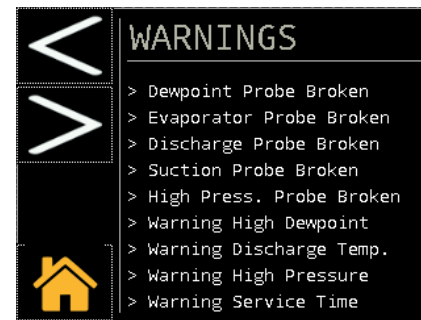 WARNINGS
> Dewpoint Probe Broken
> Evaporator Probe Broken
> Discharge Probe Broken
> Suction Probe Broken
> High Press. Probe Broken
> Warning High Dewpoint
> Warning Discharge Temp.
> Warning High Pressure
> Warning Service Time